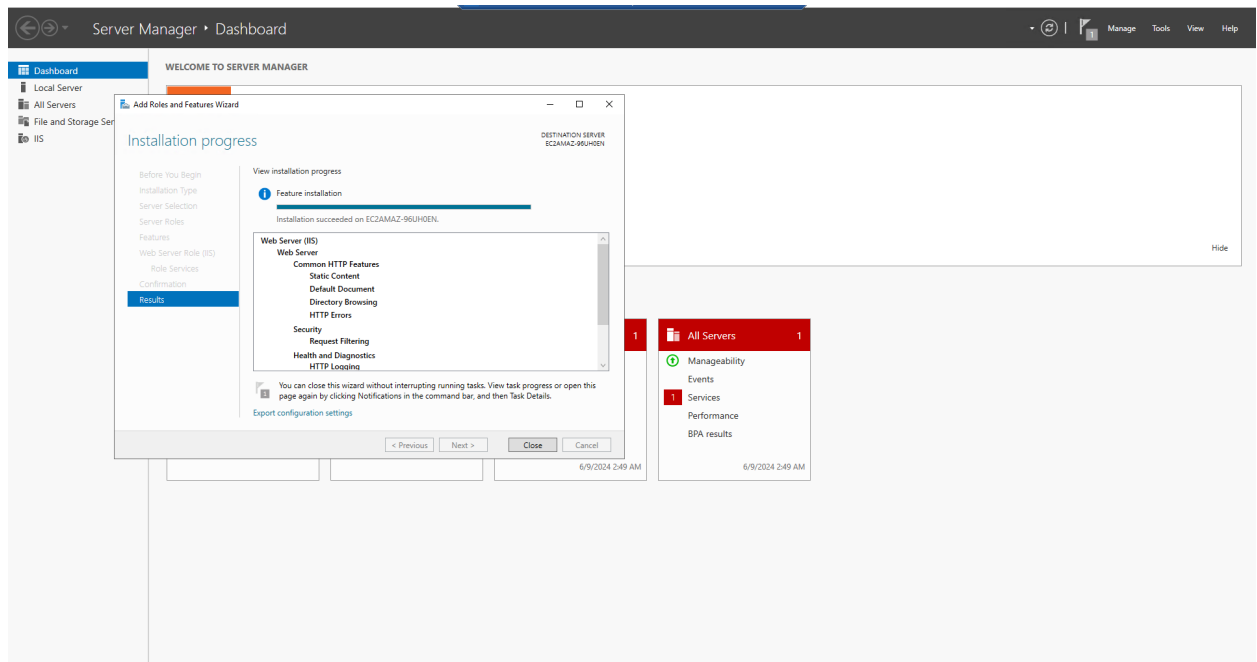 Server Manager ‣ Dashboard
1
Manage Tools View Help
Dashboard
Local Server
All Servers
File and Storage Ser
IIS
WELCOME TO SERVER MANAGER
Add Roles and Features Wizard
Installation progress
DESTINATION SERVER
EC2AMAZ-96UH0EN
Before You Begin
Installation Type
Server Selection
Server Roles
Features
Web Server Role (IIS)
Role Services
Confirmation
Results
View installation progress
Feature installation
Installation succeeded on EC2AMAZ-96UH0EN.
Web Server (IIS)
Web Server
Common HTTP Features
Static Content
Default Document
Directory Browsing
HTTP Errors
Security
Request Filtering
Health and Diagnostics
HTTP Logging
1
You can close this wizard without interrupting running tasks. View task progress or open this
page again by clicking Notifications in the command bar, and then Task Details.
Export configuration settings
< Previous Next > Close Cancel
Hide
1
6/9/2024 2:49 AM
All Servers 1
Manageability
Events
1 Services
Performance
BPA results
6/9/2024 2:49 AM